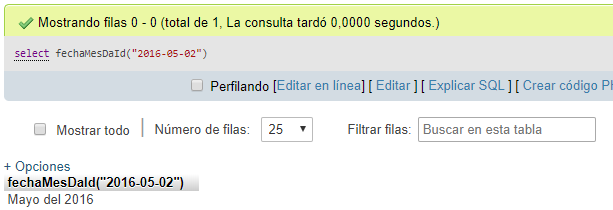 Mostrando filas 0 - 0 (total de 1, La consulta tardó 0,0000 segundos.)
select fechaMesDaId("2016-05-02")
Perfilando [Editar en línea] [ Editar ] [ Explicar SQL ] [ Crear código PH
Mostrar todo | Número de filas: 25 Filtrar filas: Buscar en esta tabla
+ Opciones
fechaMesDaId("2016-05-02")
Mayo del 2016